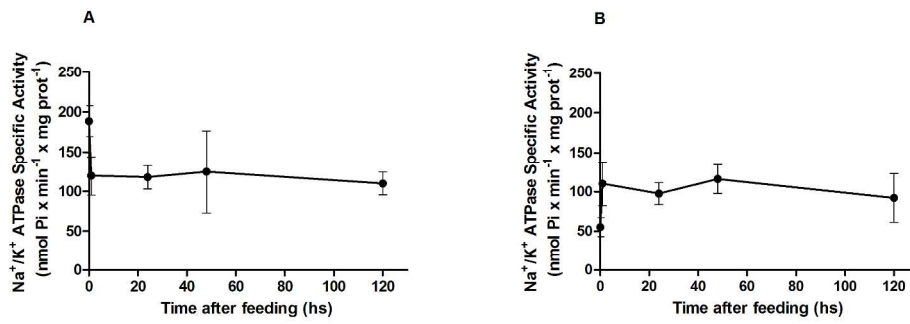 A
Na+/K+ ATPase Specific Activity
(nmol Pi x min-1 x mg prot-1)
250
200
150
100
50
0
0 20 40 60 80 100 120
Time after feeding (hs)
B
Na+/K+ ATPase Specific Activity
(nmol Pi x min-1 x mg prot-1)
250
200
150
100
50
0
0 20 40 60 80 100 120
Time after feeding (hs)